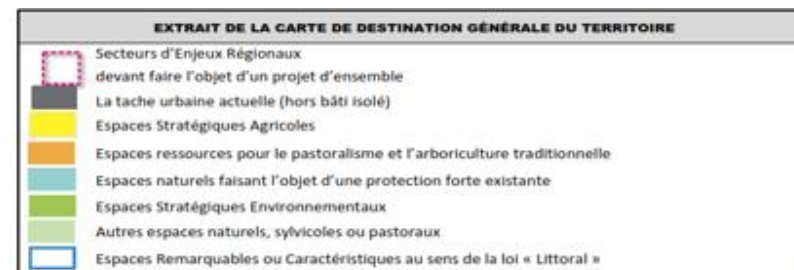 EXTRAIT DE LA CARTE DE DESTINATION GÉNÉRALE DU TERRITOIRE
Secteurs d'Enjeux Régionaux
devant faire l'objet d'un projet d'ensemble
La tache urbaine actuelle (hors bâti isolé)
Espaces Stratégiques Agricoles
Espaces ressources pour le pastoralisme et l'arboriculture traditionnelle
Espaces naturels faisant l'objet d'une protection forte existante
Espaces Stratégiques Environnementaux
Autres espaces naturels, sylvicoles ou pastoraux
Espaces Remarquables ou Caractéristiques au sens de la loi « Littoral »